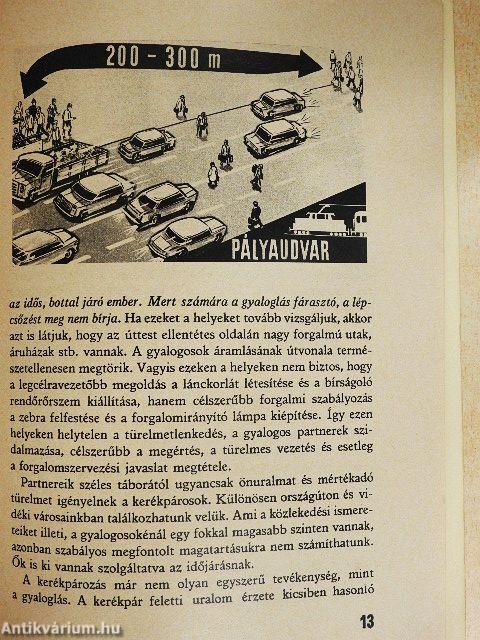 200 - 300 m
PÁLYAUDVAR
az idős, bottal járó ember. Mert számára a gyaloglás fárasztó, a lép-
csőzést meg nem bírja. Ha ezeket a helyeket tovább vizsgáljuk, akkor
azt is látjuk, hogy az úttest ellentétes oldalán nagy forgalmú utak,
áruházak stb. vannak. A gyalogosok áramlásának útvonala termé-
szetellenesen megtörik. Vagyis ezeken a helyeken nem biztos, hogy
a legcélravezetőbb megoldás a lánckorlát létesítése és a bírságoló
rendőrőrszem kiállítása, hanem célszerűbb forgalmi szabályozás
a zebra felfestése és a forgalomirányító lámpa kiépítése. Így ezen
helyeken helytelen a türelmetlenkedés, a gyalogos partnerek szi-
dalmazása, célszerűbb a megértés, a türelmes vezetés és esetleg
a forgalomszervezési javaslat megtétele.
Partnereik széles táborától ugyancsak önuralmat és mértékadó
türelmet igényelnek a kerékpárosok. Különösen országúton és vi-
déki városainkban találkozhatunk velük. Ami a közlekedési ismere-
teiket illeti, a gyalogosokénál egy fokkal magasabb szinten vannak,
azonban szabályos megfontolt magatartásukra nem számíthatunk.
Ők is ki vannak szolgáltatva az időjárásnak.
A kerékpározás már nem olyan egyszerű tevékenység, mint
a gyaloglás. A kerékpár feletti uralom érzete kicsiben hasonló
13
Antikvárium.hu